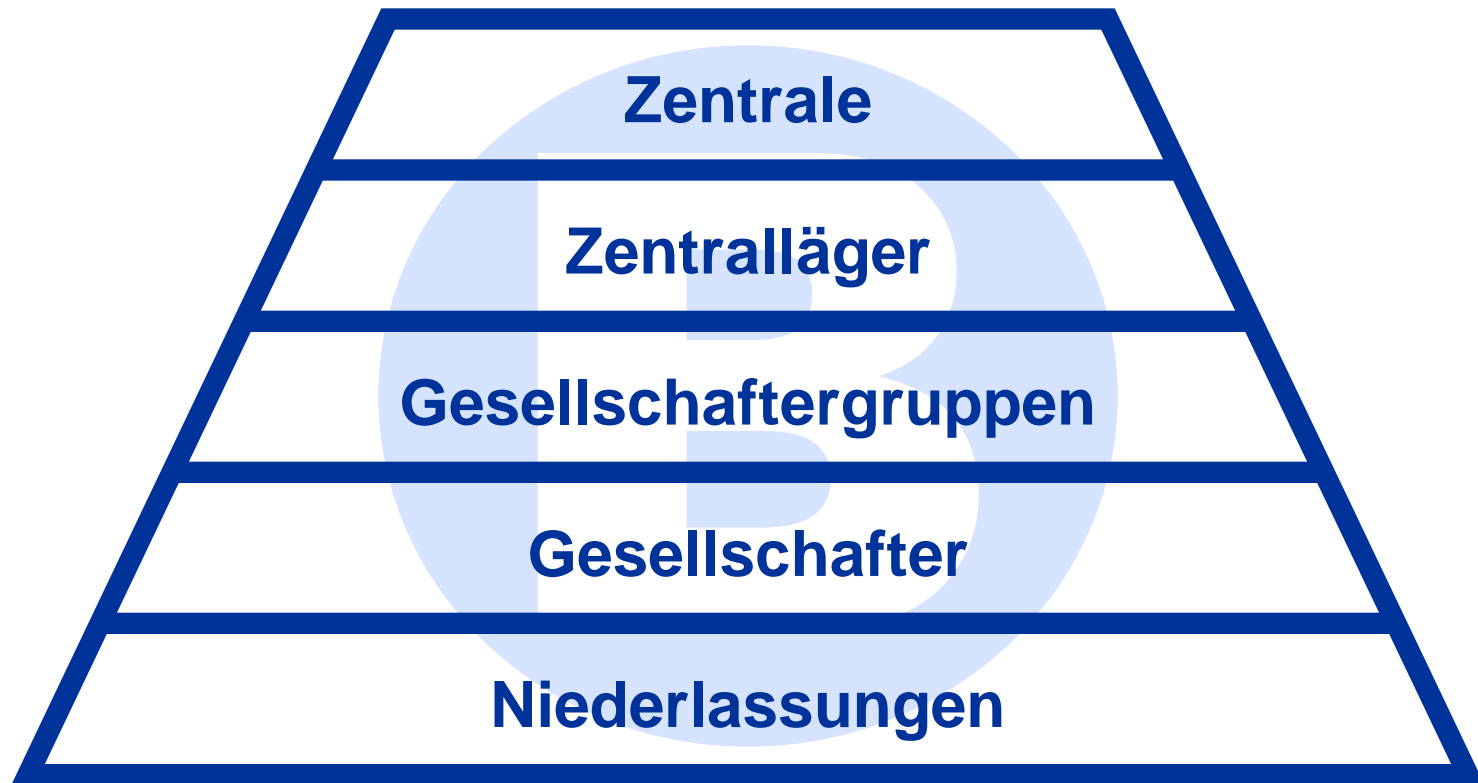 Zentrale
Zentralläger
Gesellschaftergruppen
Gesellschafter
Niederlassungen
B